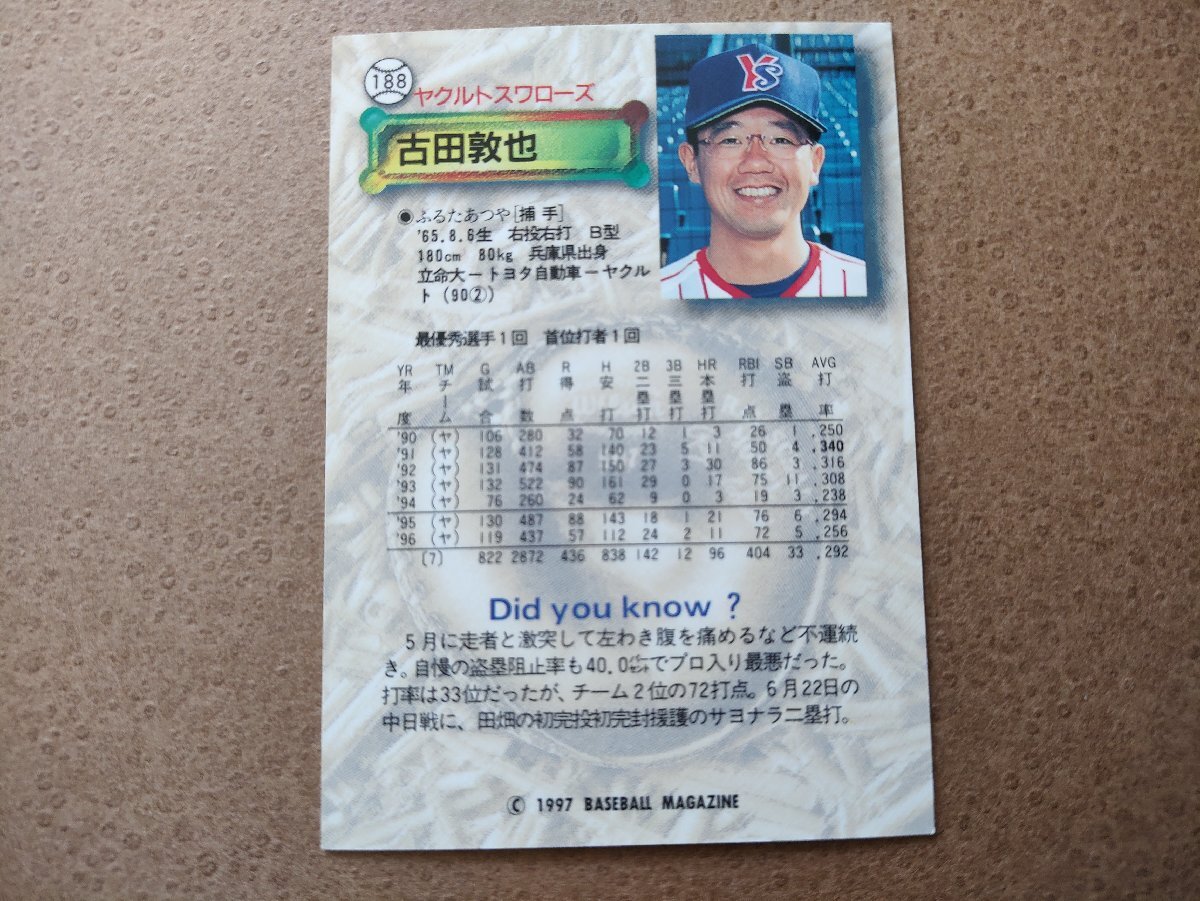 188
ヤクルトスワローズ
古田敦也
YS
●ふるたあつや[捕手]
'65.8.6生 右投右打 B型
180cm 80kg 兵庫県出身
立命大－トヨタ自動車－ヤクル
ト (90②))
最優秀選手1回 首位打者1回
YR TM G AB R H 2B 3B HR RBI SB AVG
年度 チーム 試合 打数 得点 安打 二塁打 三塁打 本塁打 打点 盗塁 打率
'90 (ヤ) 106 280 32 70 12 1 3 26 1 .250
'91 (ヤ) 128 412 58 140 23 5 11 50 4 .340
'92 (ヤ) 131 474 87 150 27 3 30 86 3 .316
'93 (ヤ) 132 522 90 161 29 0 17 75 11 .308
'94 (ヤ) 76 260 24 62 9 0 3 19 3 .238
'95 (ヤ) 130 487 88 143 18 1 21 76 6 .294
'96 (ヤ) 119 437 57 112 24 2 11 72 5 .256
[7] 822 2872 436 838 142 12 96 404 33 .292
Did you know ?
5月に走者と激突して左わき腹を痛めるなど不運続
き。自慢の盗塁阻止率も40.0㌫でプロ入り最悪だった。
打率は33位だったが、チーム2位の72打点。6月22日の
中日戦に、田畑の初完投初完封援護のサヨナラ二塁打。
© 1997 BASEBALL MAGAZINE